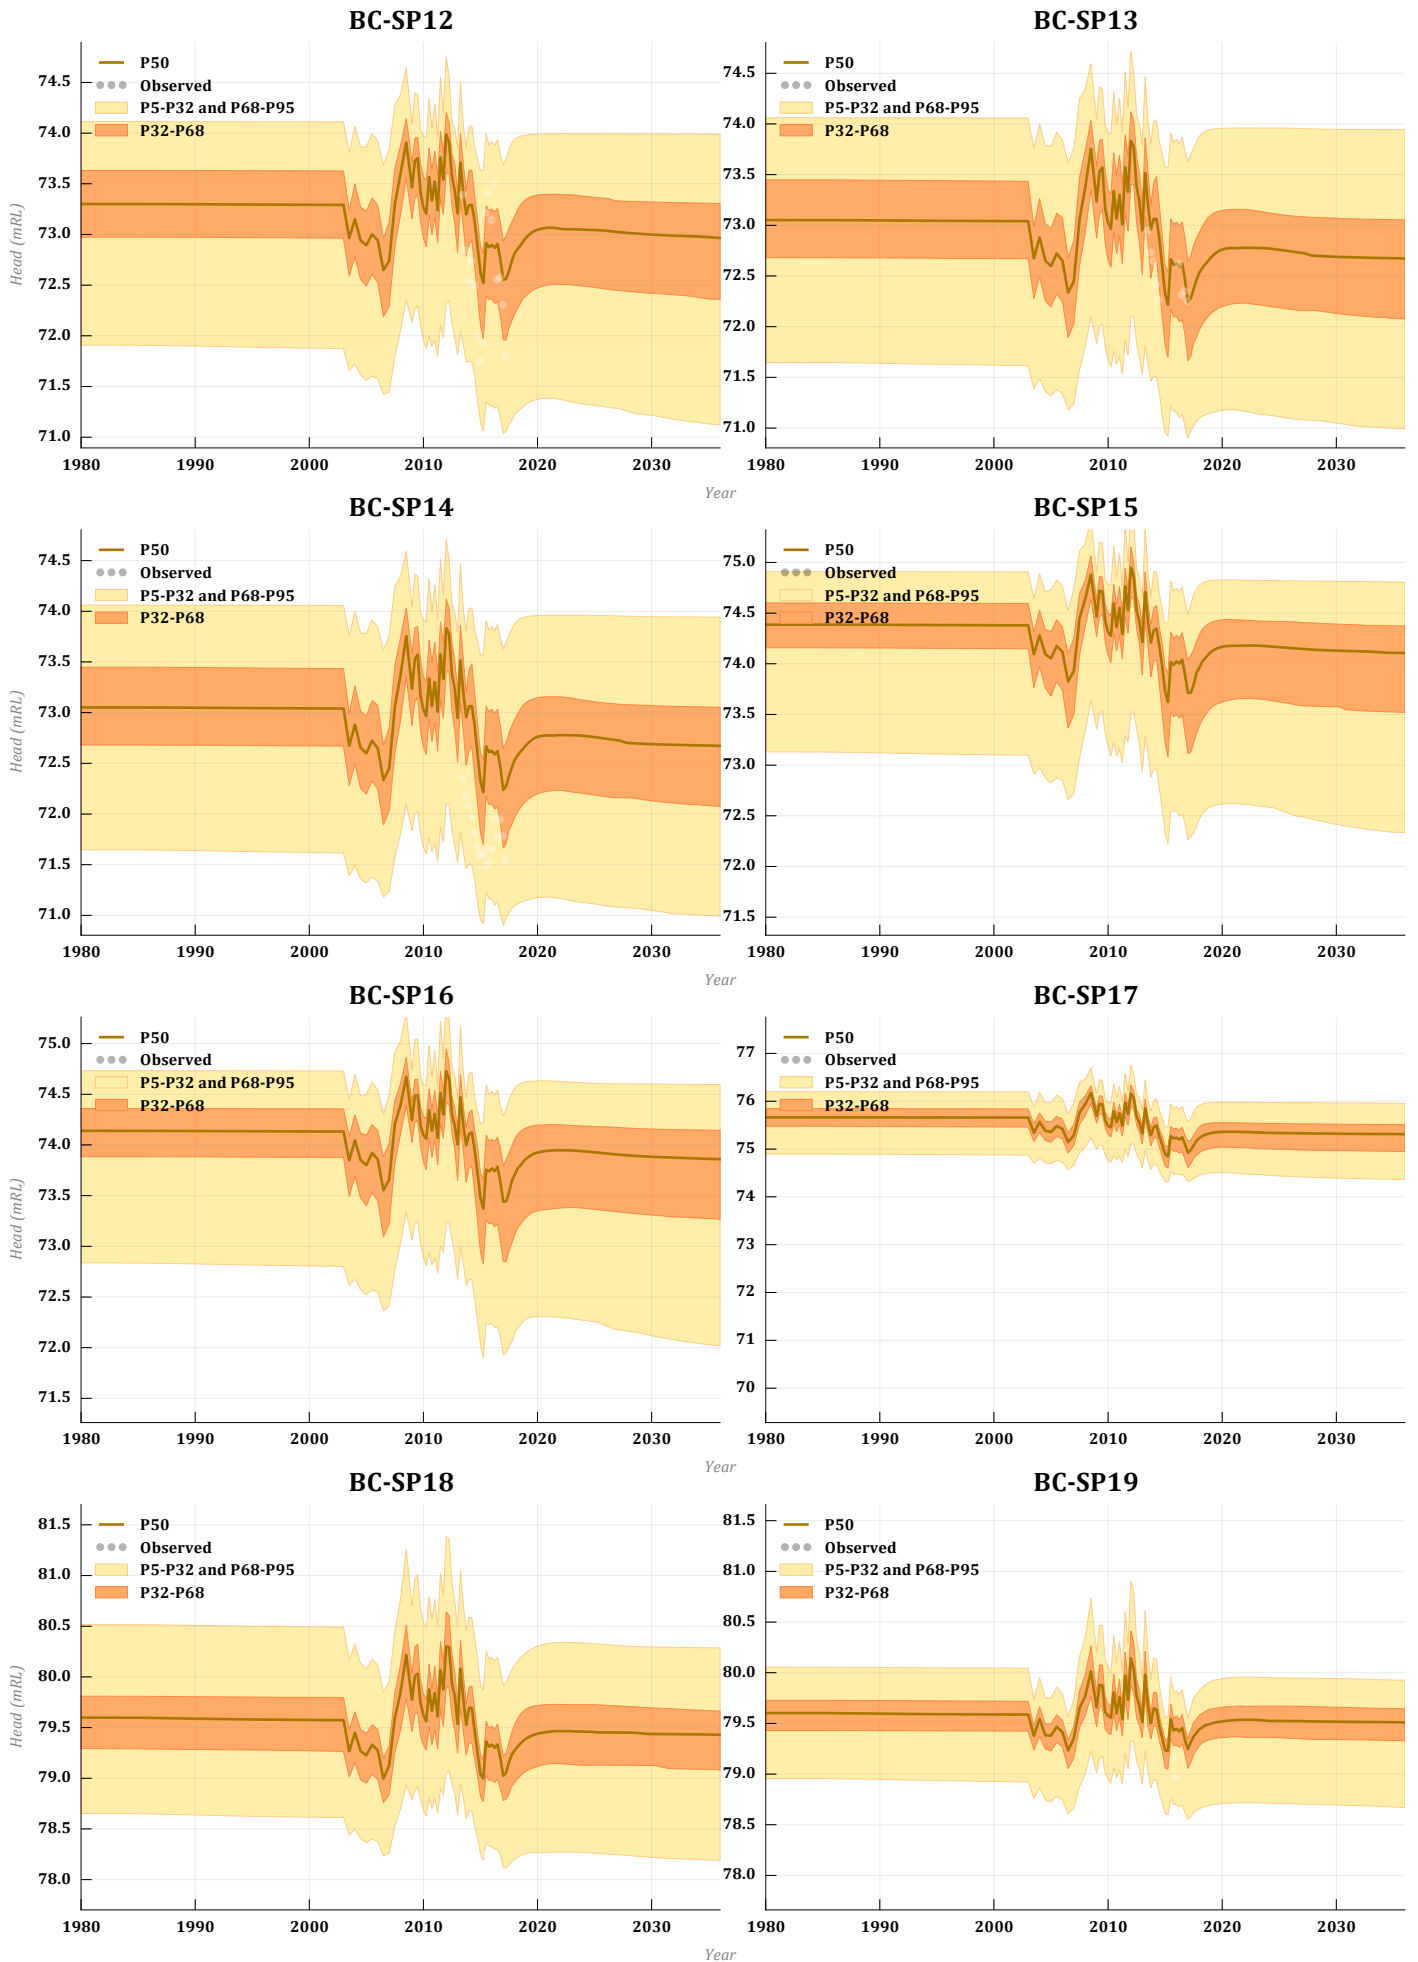 BC-SP12
BC-SP13
P50
Observed
P5-P32 and P68-P95
P32-P68
P50
Observed
P5-P32 and P68-P95
P32-P68
74.5
74.0
73.5
73.0
72.5
72.0
71.5
71.0
74.5
74.0
73.5
73.0
72.5
72.0
71.5
71.0
Head (mRL)
1980 1990 2000 2010 2020 2030
1980 1990 2000 2010 2020 2030
Year
BC-SP14
BC-SP15
P50
Observed
P5-P32 and P68-P95
P32-P68
P50
Observed
P5-P32 and P68-P95
P32-P68
74.5
74.0
73.5
73.0
72.5
72.0
71.5
71.0
75.0
74.5
74.0
73.5
73.0
72.5
72.0
71.5
Head (mRL)
1980 1990 2000 2010 2020 2030
1980 1990 2000 2010 2020 2030
Year
BC-SP16
BC-SP17
P50
Observed
P5-P32 and P68-P95
P32-P68
P50
Observed
P5-P32 and P68-P95
P32-P68
75.0
74.5
74.0
73.5
73.0
72.5
72.0
71.5
77
76
75
74
73
72
71
70
Head (mRL)
1980 1990 2000 2010 2020 2030
1980 1990 2000 2010 2020 2030
Year
BC-SP18
BC-SP19
P50
Observed
P5-P32 and P68-P95
P32-P68
P50
Observed
P5-P32 and P68-P95
P32-P68
81.5
81.0
80.5
80.0
79.5
79.0
78.5
78.0
81.5
81.0
80.5
80.0
79.5
79.0
78.5
78.0
Head (mRL)
1980 1990 2000 2010 2020 2030
1980 1990 2000 2010 2020 2030
Year